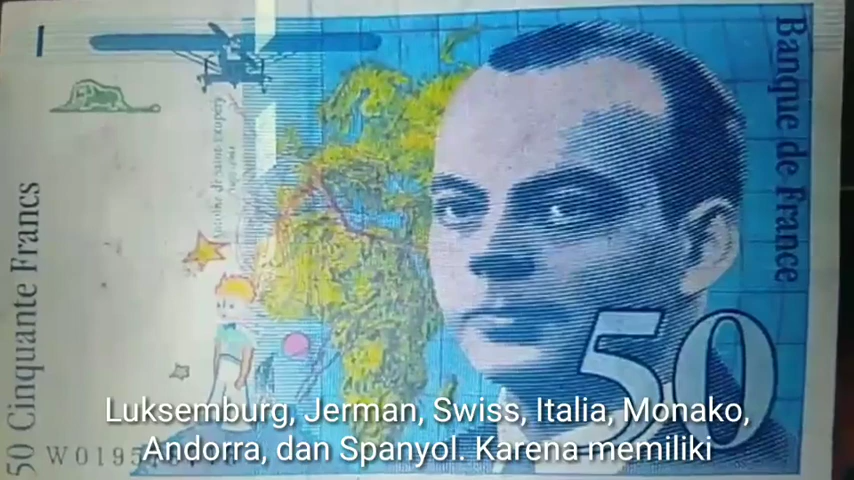 Banque de France
50 Cinquante Francs
50
Luksemburg, Jerman, Swiss, Italia, Monako,
Andorra, dan Spanyol. Karena memiliki